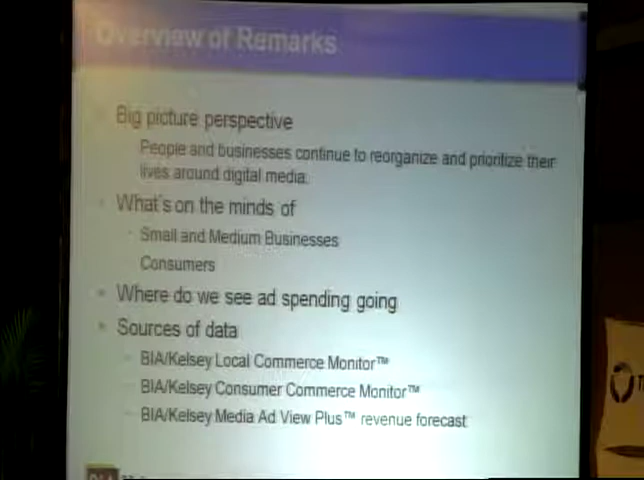 Overview of Remarks
Big picture perspective
People and businesses continue to reorganize and prioritize their
lives around digital media.
What's on the minds of
Small and Medium Businesses
Consumers
Where do we see ad spending going
Sources of data
BIA/Kelsey Local Commerce Monitor™
BIA/Kelsey Consumer Commerce Monitor™
BIA/Kelsey Media Ad View Plus™ revenue forecast